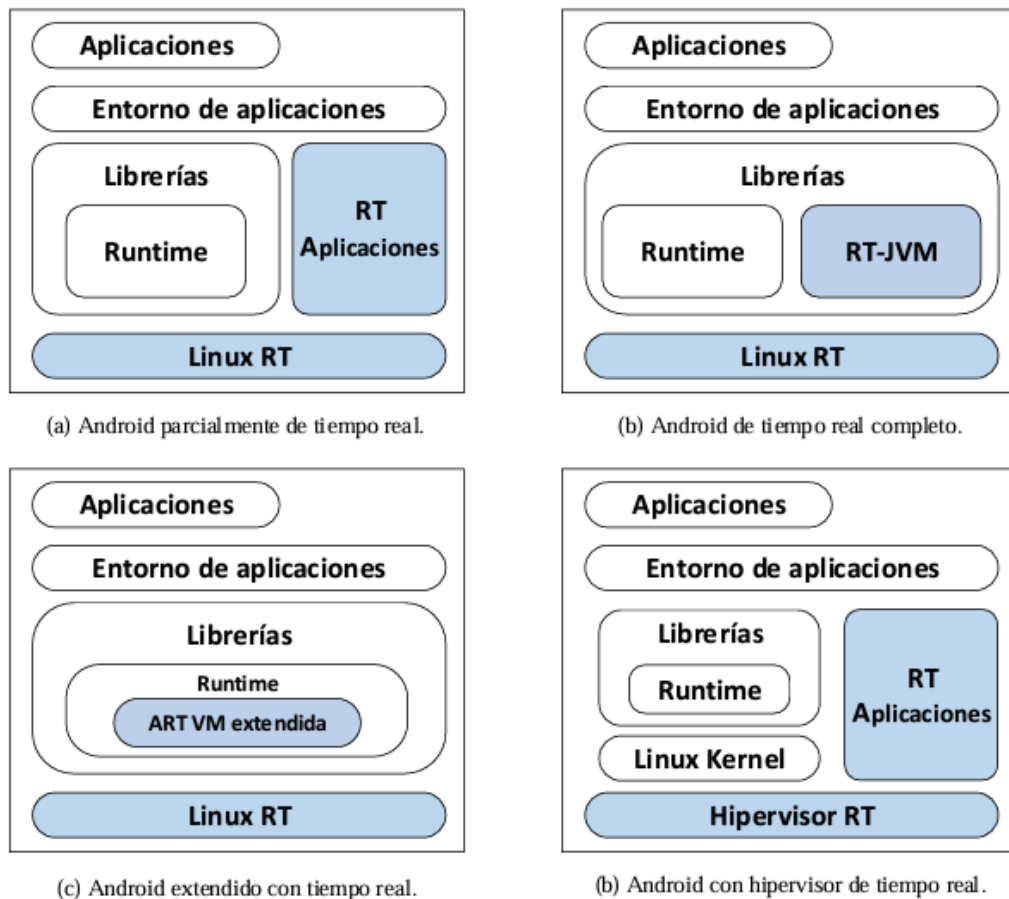 Aplicaciones
Entorno de aplicaciones
Librerías
Runtime
RT
Aplicaciones
Linux RT
(a) Android parcialmente de tiempo real.
Aplicaciones
Entorno de aplicaciones
Librerías
Runtime
RT-JVM
Linux RT
(b) Android de tiempo real completo.
Aplicaciones
Entorno de aplicaciones
Librerías
Runtime
ART VM extendida
Linux RT
(c) Android extendido con tiempo real.
Aplicaciones
Entorno de aplicaciones
Librerías
Runtime
Linux Kernel
RT
Aplicaciones
Hipervisor RT
(b) Android con hipervisor de tiempo real.